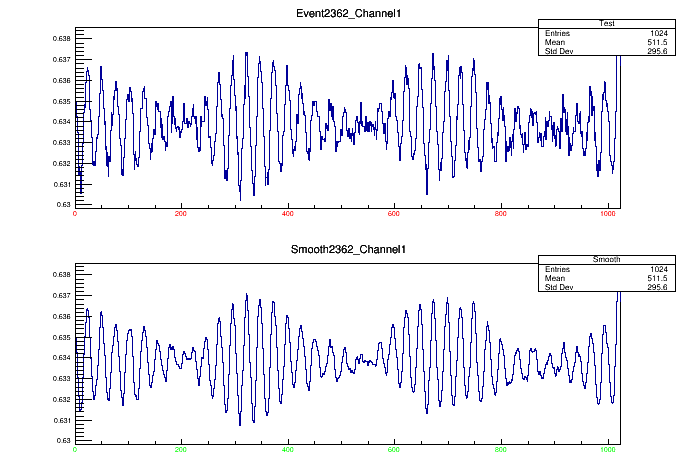 Event2362_Channel1
Test
Entries 1024
Mean 511.5
Std Dev 295.6
0.638
0.637
0.636
0.635
0.634
0.633
0.632
0.631
0.63
0 200 400 600 800 1000
Smooth2362_Channel1
Smooth
Entries 1024
Mean 511.5
Std Dev 295.6
0.638
0.637
0.636
0.635
0.634
0.633
0.632
0.631
0.63
0 200 400 600 800 1000